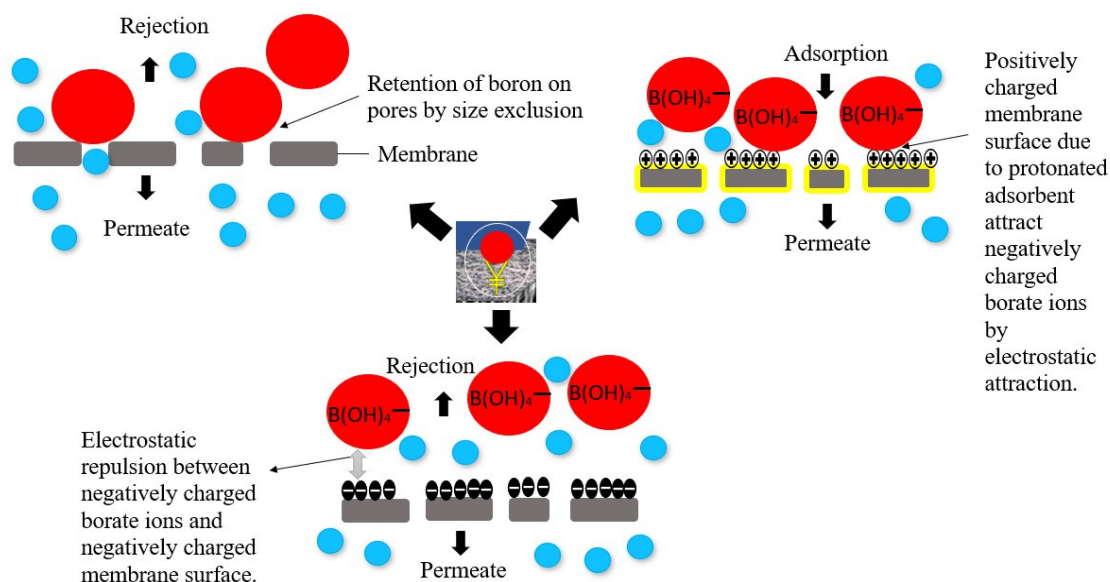 Rejection
Retention of boron on
pores by size exclusion
Membrane
Permeate
Adsorption
B(OH)₄⁻
B(OH)₄⁻
B(OH)₄⁻
Permeate
Positively
charged
membrane
surface due
to protonated
adsorbent
attract
negatively
charged
borate ions
by
electrostatic
attraction.
Rejection
B(OH)₄⁻
B(OH)₄⁻
B(OH)₄⁻
Electrostatic
repulsion between
negatively charged
borate ions and
negatively charged
membrane surface.
Permeate